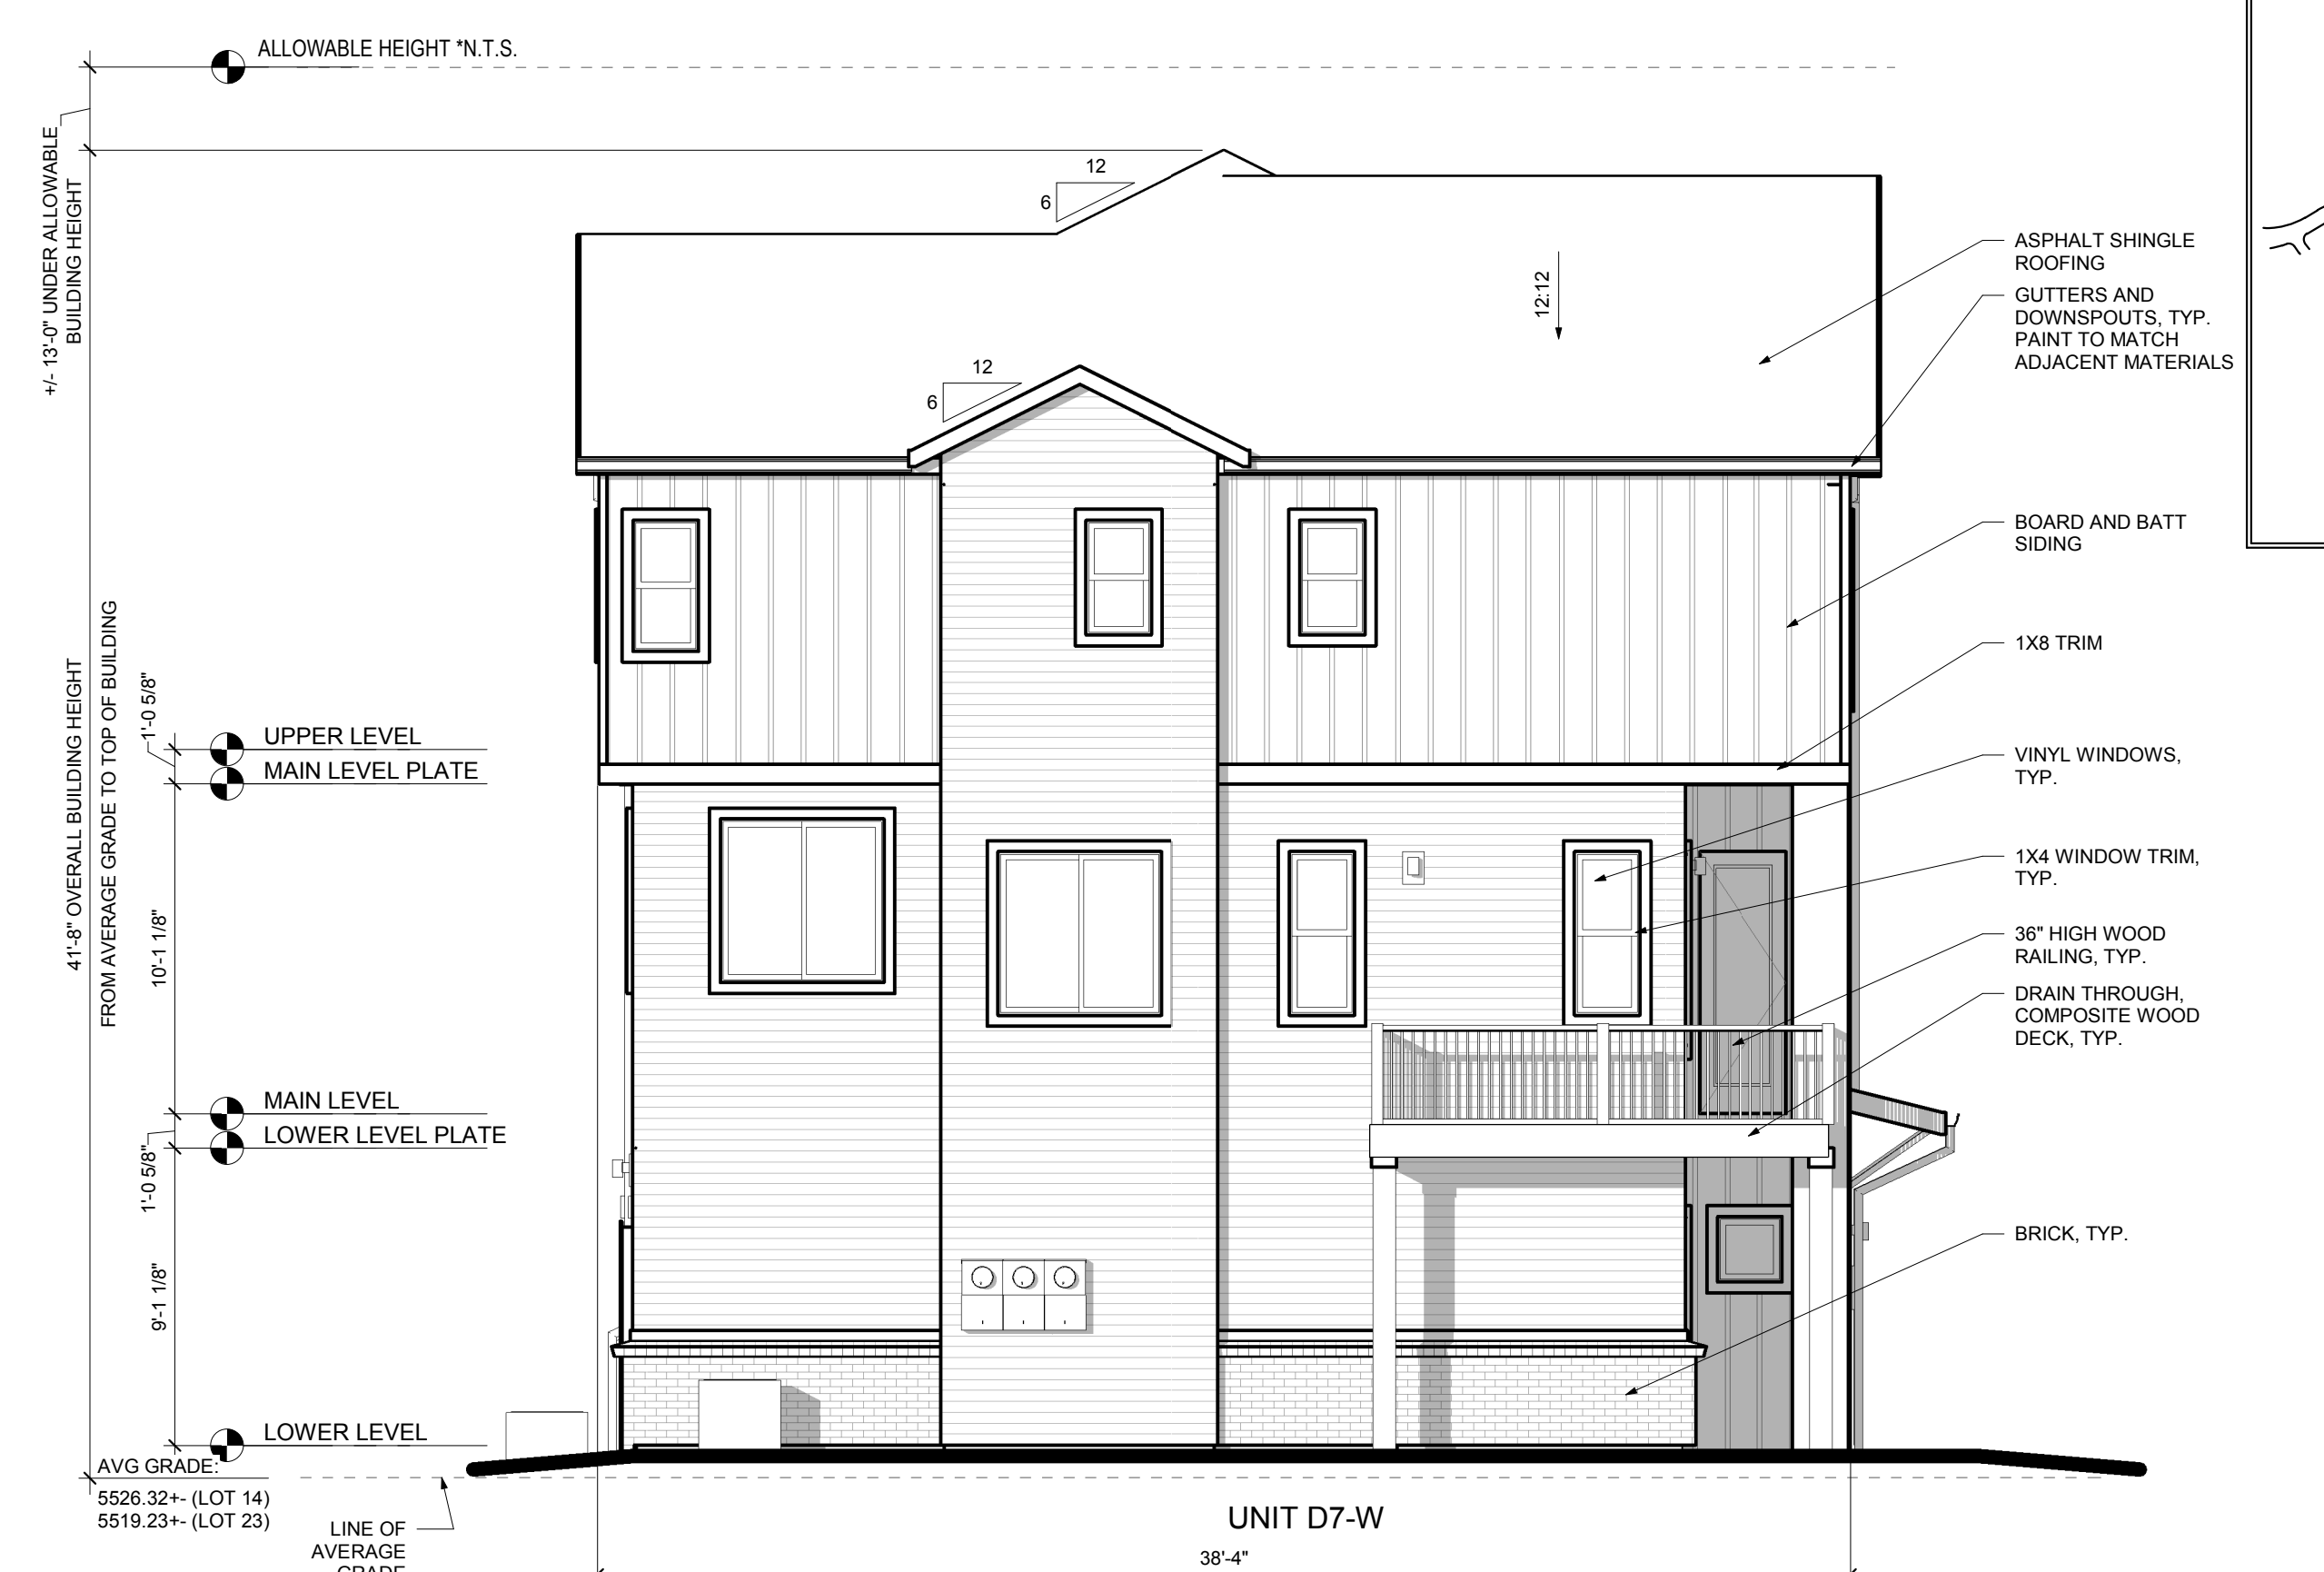 ALLOWABLE HEIGHT *N.T.S.
+/- 13'-0" UNDER ALLOWABLE
BUILDING HEIGHT
12
6
12:12
12
6
ASPHALT SHINGLE
ROOFING
GUTTERS AND
DOWNSPOUTS, TYP.
PAINT TO MATCH
ADJACENT MATERIALS
BOARD AND BATT
SIDING
1X8 TRIM
VINYL WINDOWS,
TYP.
1X4 WINDOW TRIM,
TYP.
36" HIGH WOOD
RAILING, TYP.
DRAIN THROUGH,
COMPOSITE WOOD
DECK, TYP.
BRICK, TYP.
41'-8" OVERALL BUILDING HEIGHT
FROM AVERAGE GRADE TO TOP OF BUILDING
1'-0 5/8"
UPPER LEVEL
MAIN LEVEL PLATE
10'-1 1/8"
MAIN LEVEL
LOWER LEVEL PLATE
1'-0 5/8"
9'-1 1/8"
LOWER LEVEL
AVG GRADE:
5526.32+- (LOT 14)
5519.23+- (LOT 23)
LINE OF
AVERAGE
GRADE
UNIT D7-W
38'-4"